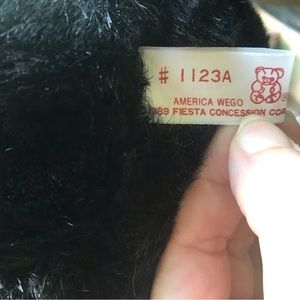 # 1123A
AMERICA WEGO
89 FIESTA CONCESSION COR